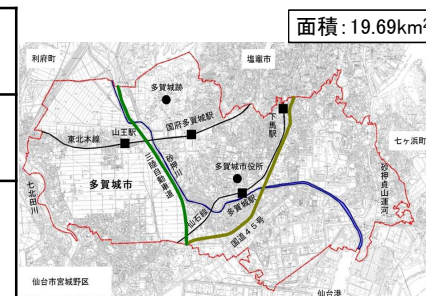 面積：19.69km²
利府町
塩竈市
多賀城跡
下馬駅
国府多賀城駅
山王駅
東北本線
七ヶ浜町
砂押川
三陸自動車道
砂押貞山運河
多賀城市役所
多賀城市
多賀城駅
七北田川
仙石線
国道45号
仙台市宮城野区
仙台港